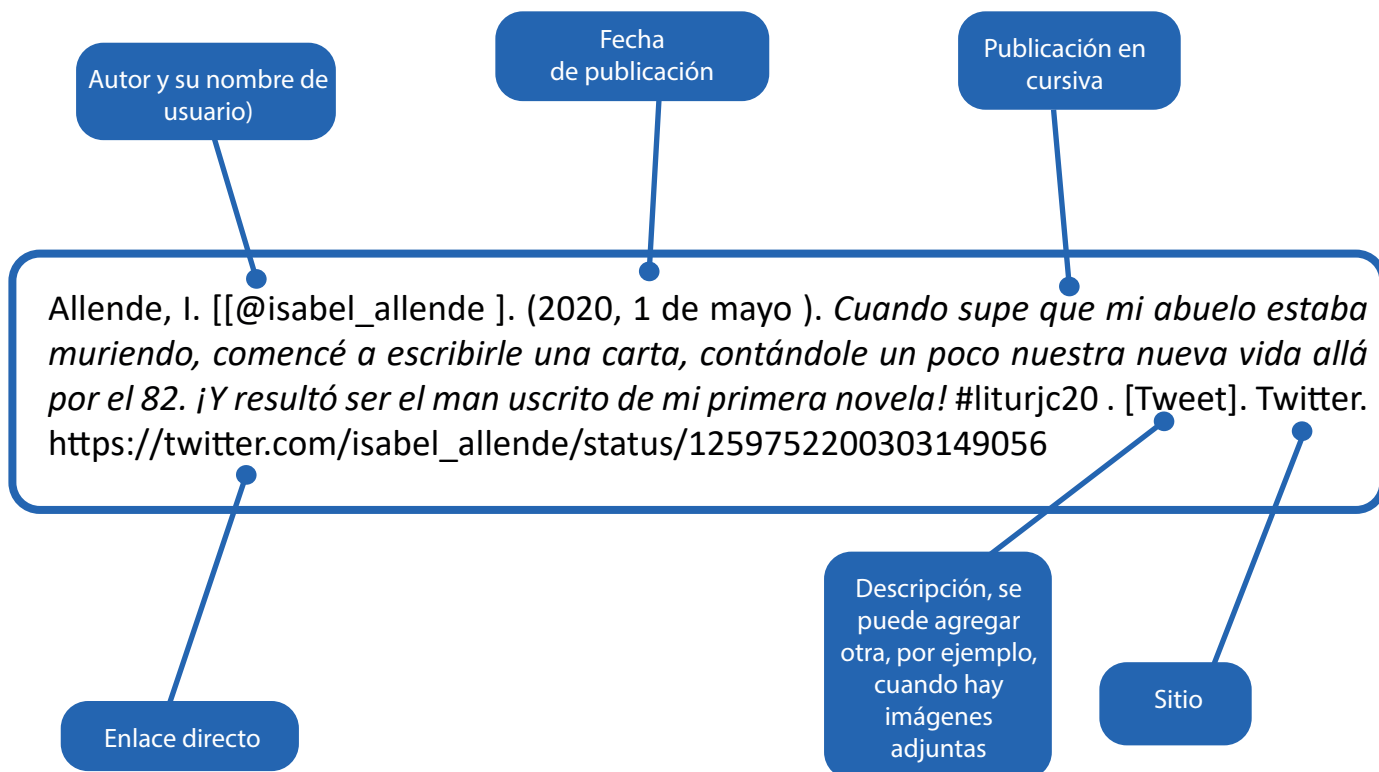 Autor y su nombre de
usuario)
Fecha
de publicación
Publicación en
cursiva
Allende, I. [[@isabel_allende ]. (2020, 1 de mayo ). Cuando supe que mi abuelo estaba
muriendo, comencé a escribirle una carta, contándole un poco nuestra nueva vida allá
por el 82. ¡Y resultó ser el man uscrito de mi primera novela! #liturjc20 . [Tweet]. Twitter.
https://twitter.com/isabel_allende/status/1259752200303149056
Enlace directo
Descripción, se
puede agregar
otra, por ejemplo,
cuando hay
imágenes
adjuntas
Sitio